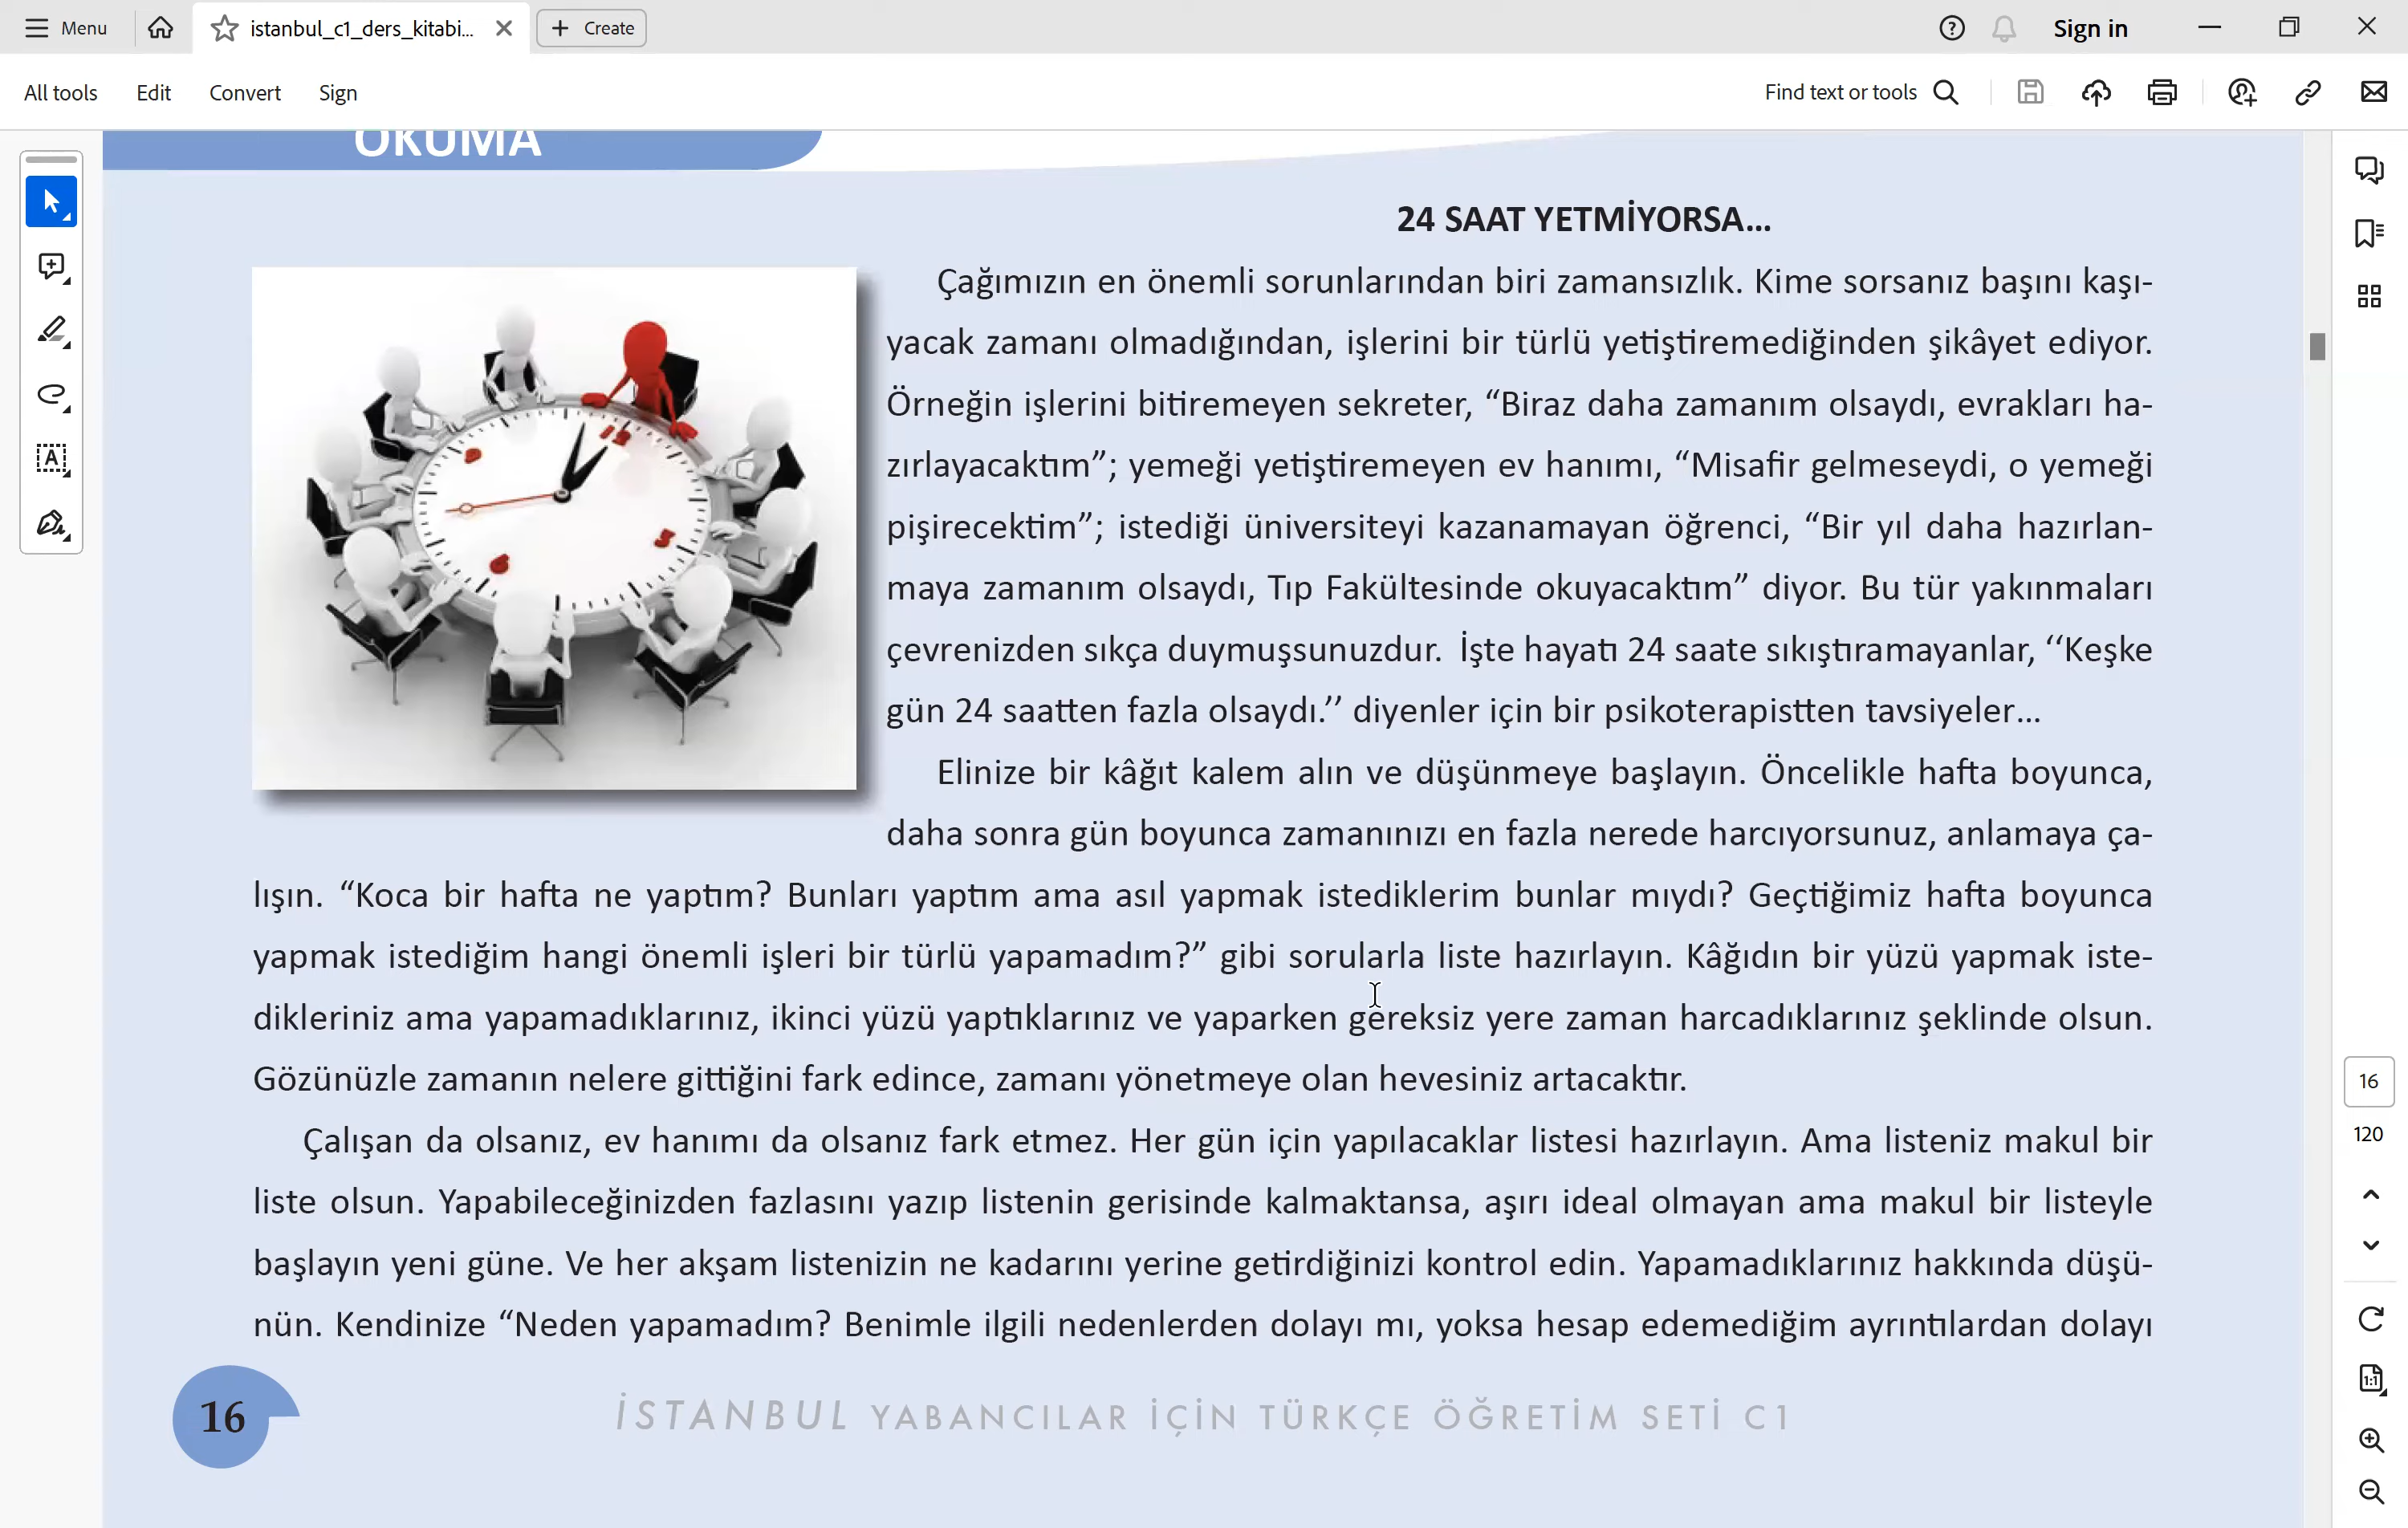 Menu
istanbul_c1_ders_kitabi...
Create
Sign in
All tools
Edit
Convert
Sign
Find text or tools
OKUMA
24 SAAT YETMİYORSA...
Çağımızın en önemli sorunlarından biri zamansızlık. Kime sorsanız başını kaşı-
yacak zamanı olmadığından, işlerini bir türlü yetiştiremediğinden şikâyet ediyor.
Örneğin işlerini bitiremeyen sekreter, “Biraz daha zamanım olsaydı, evrakları ha-
zırlayacaktım”; yemeği yetiştiremeyen ev hanımı, “Misafir gelmeseydi, o yemeği
pişirecektim”; istediği üniversiteyi kazanamayan öğrenci, “Bir yıl daha hazırlan-
maya zamanım olsaydı, Tıp Fakültesinde okuyacaktım” diyor. Bu tür yakınmaları
çevrenizden sıkça duymuşsunuzdur. İşte hayatı 24 saate sıkıştıramayanlar, ‘‘Keşke
gün 24 saatten fazla olsaydı.’’ diyenler için bir psikoterapistten tavsiyeler...
Elinize bir kâğıt kalem alın ve düşünmeye başlayın. Öncelikle hafta boyunca,
daha sonra gün boyunca zamanınızı en fazla nerede harcıyorsunuz, anlamaya ça-
lışın. “Koca bir hafta ne yaptım? Bunları yaptım ama asıl yapmak istediklerim bunlar mıydı? Geçtiğimiz hafta boyunca
yapmak istediğim hangi önemli işleri bir türlü yapamadım?” gibi sorularla liste hazırlayın. Kâğıdın bir yüzü yapmak iste-
dikleriniz ama yapamadıklarınız, ikinci yüzü yaptıklarınız ve yaparken gereksiz yere zaman harcadıklarınız şeklinde olsun.
Gözünüzle zamanın nelere gittiğini fark edince, zamanı yönetmeye olan hevesiniz artacaktır.
Çalışan da olsanız, ev hanımı da olsanız fark etmez. Her gün için yapılacaklar listesi hazırlayın. Ama listeniz makul bir
liste olsun. Yapabileceğinizden fazlasını yazıp listenin gerisinde kalmaktansa, aşırı ideal olmayan ama makul bir listeyle
başlayın yeni güne. Ve her akşam listenizin ne kadarını yerine getirdiğinizi kontrol edin. Yapamadıklarınız hakkında düşü-
nün. Kendinize “Neden yapamadım? Benimle ilgili nedenlerden dolayı mı, yoksa hesap edemediğim ayrıntılardan dolayı
16
İSTANBUL YABANCILAR İÇİN TÜRKÇE ÖĞRETİM SETİ C1
16
120